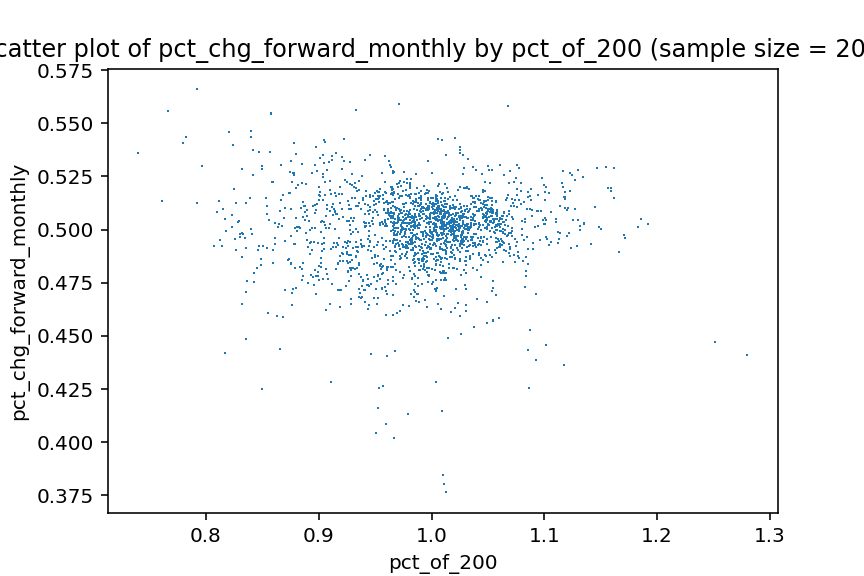 catter plot of pct_chg_forward_monthly by pct_of_200 (sample size = 20
0.575
0.550
0.525
0.500
0.475
0.450
0.425
0.400
0.375
pct_chg_forward_monthly
0.8 0.9 1.0 1.1 1.2 1.3
pct_of_200